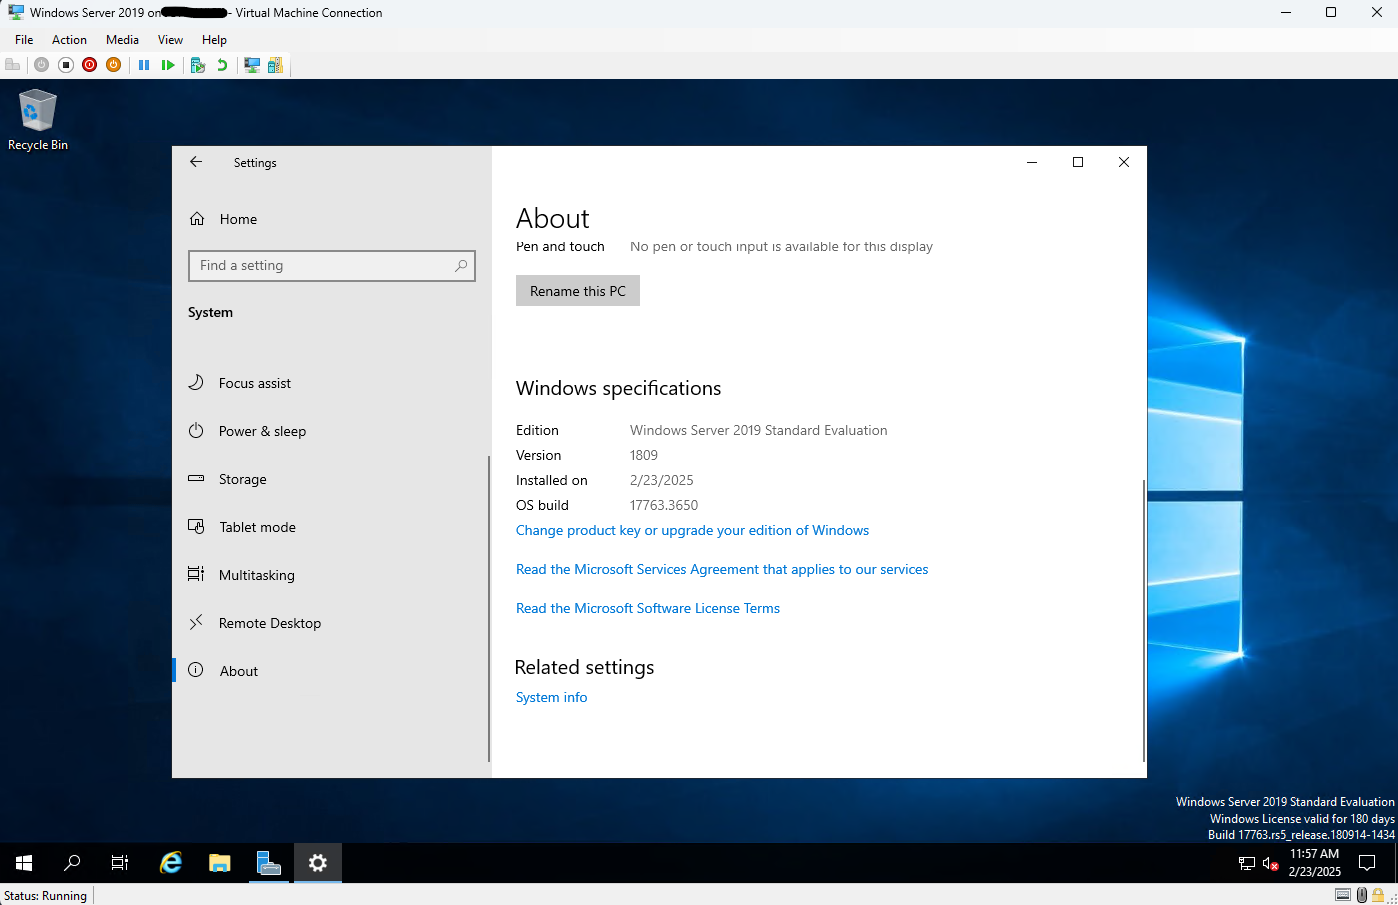 Windows Server 2019 on - Virtual Machine Connection
File Action Media View Help
Recycle Bin
Settings
Home
Find a setting
System
Focus assist
Power & sleep
Storage
Tablet mode
Multitasking
Remote Desktop
About
About
Pen and touch No pen or touch input is available for this display
Rename this PC
Windows specifications
Edition Windows Server 2019 Standard Evaluation
Version 1809
Installed on 2/23/2025
OS build 17763.3650
Change product key or upgrade your edition of Windows
Read the Microsoft Services Agreement that applies to our services
Read the Microsoft Software License Terms
Related settings
System info
Windows Server 2019 Standard Evaluation
Windows License valid for 180 days
Build 17763.rs5_release.180914-1434
11:57 AM
2/23/2025
Status: Running